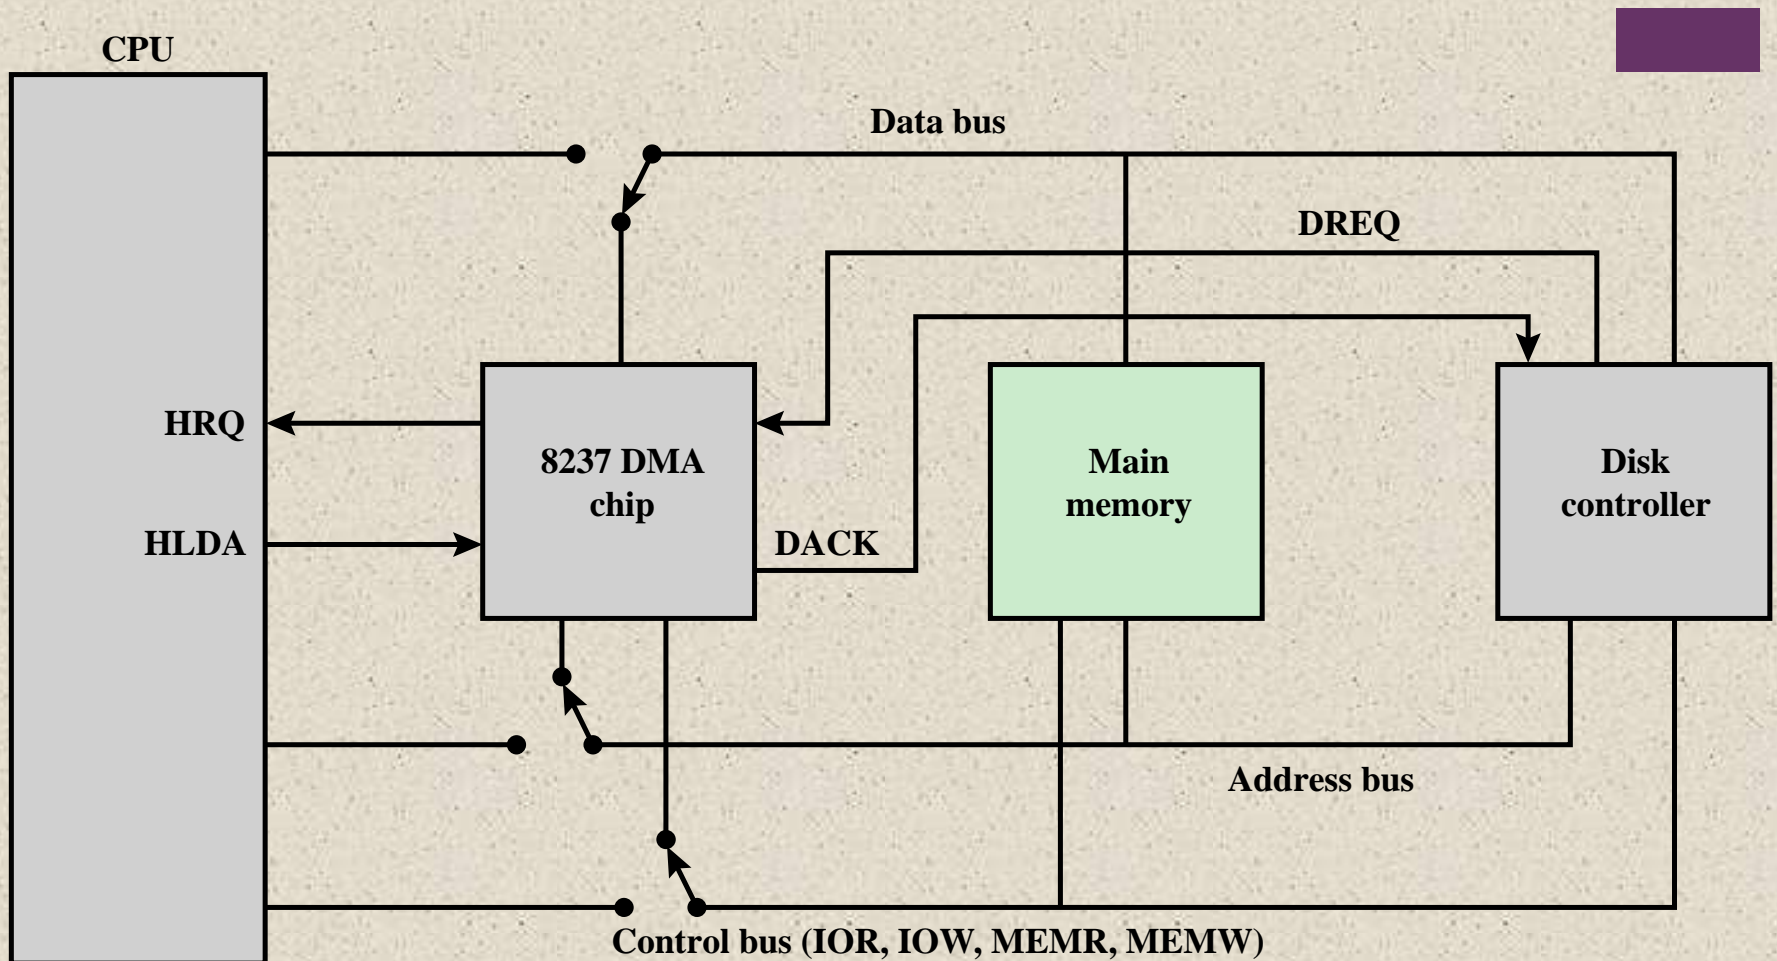 CPU
Data bus
DREQ
HRQ
8237 DMA
chip
Main
memory
Disk
controller
HLDA
DACK
Address bus
Control bus (IOR, IOW, MEMR, MEMW)